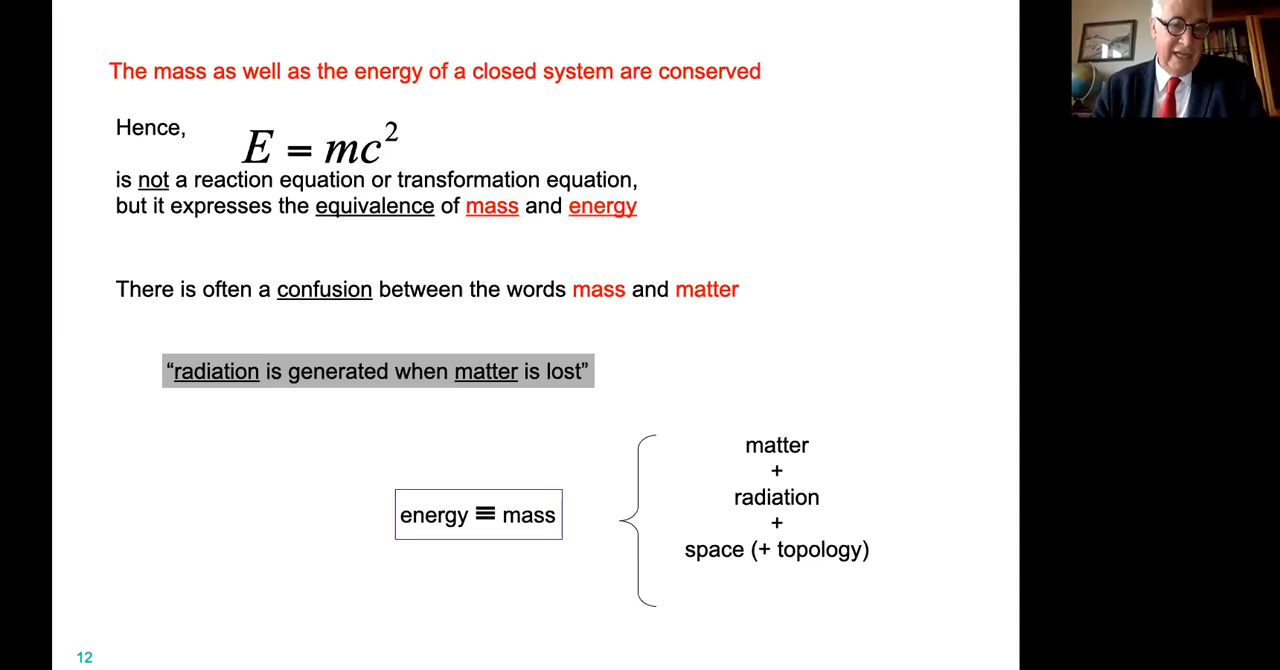 The mass as well as the energy of a closed system are conserved
Hence,
E = mc²
is not a reaction equation or transformation equation,
but it expresses the equivalence of mass and energy
There is often a confusion between the words mass and matter
“radiation is generated when matter is lost”
energy ≡ mass
matter
+
radiation
+
space (+ topology)
12